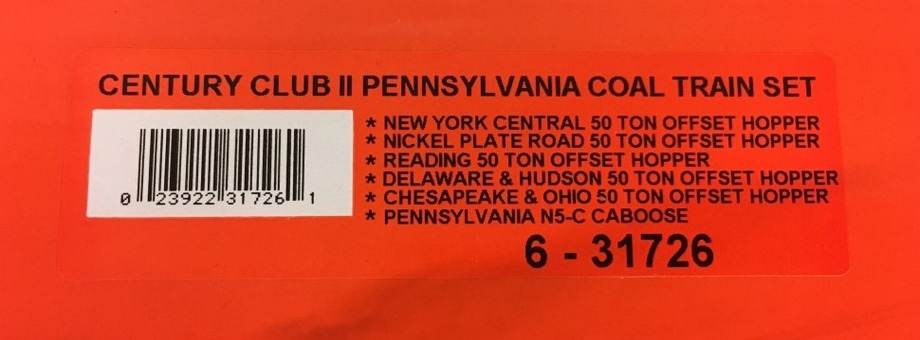 CENTURY CLUB II PENNSYLVANIA COAL TRAIN SET
* NEW YORK CENTRAL 50 TON OFFSET HOPPER
* NICKEL PLATE ROAD 50 TON OFFSET HOPPER
* READING 50 TON OFFSET HOPPER
* DELAWARE & HUDSON 50 TON OFFSET HOPPER
* CHESAPEAKE & OHIO 50 TON OFFSET HOPPER
* PENNSYLVANIA N5-C CABOOSE
0 23922 31726 1
6 - 31726